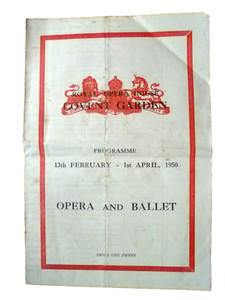 ROYAL OPERA HOUSE
COVENT GARDEN
PROGRAMME
13th FEBRUARY - 1st APRIL, 1950
OPERA AND BALLET
PRICE ONE PENNY